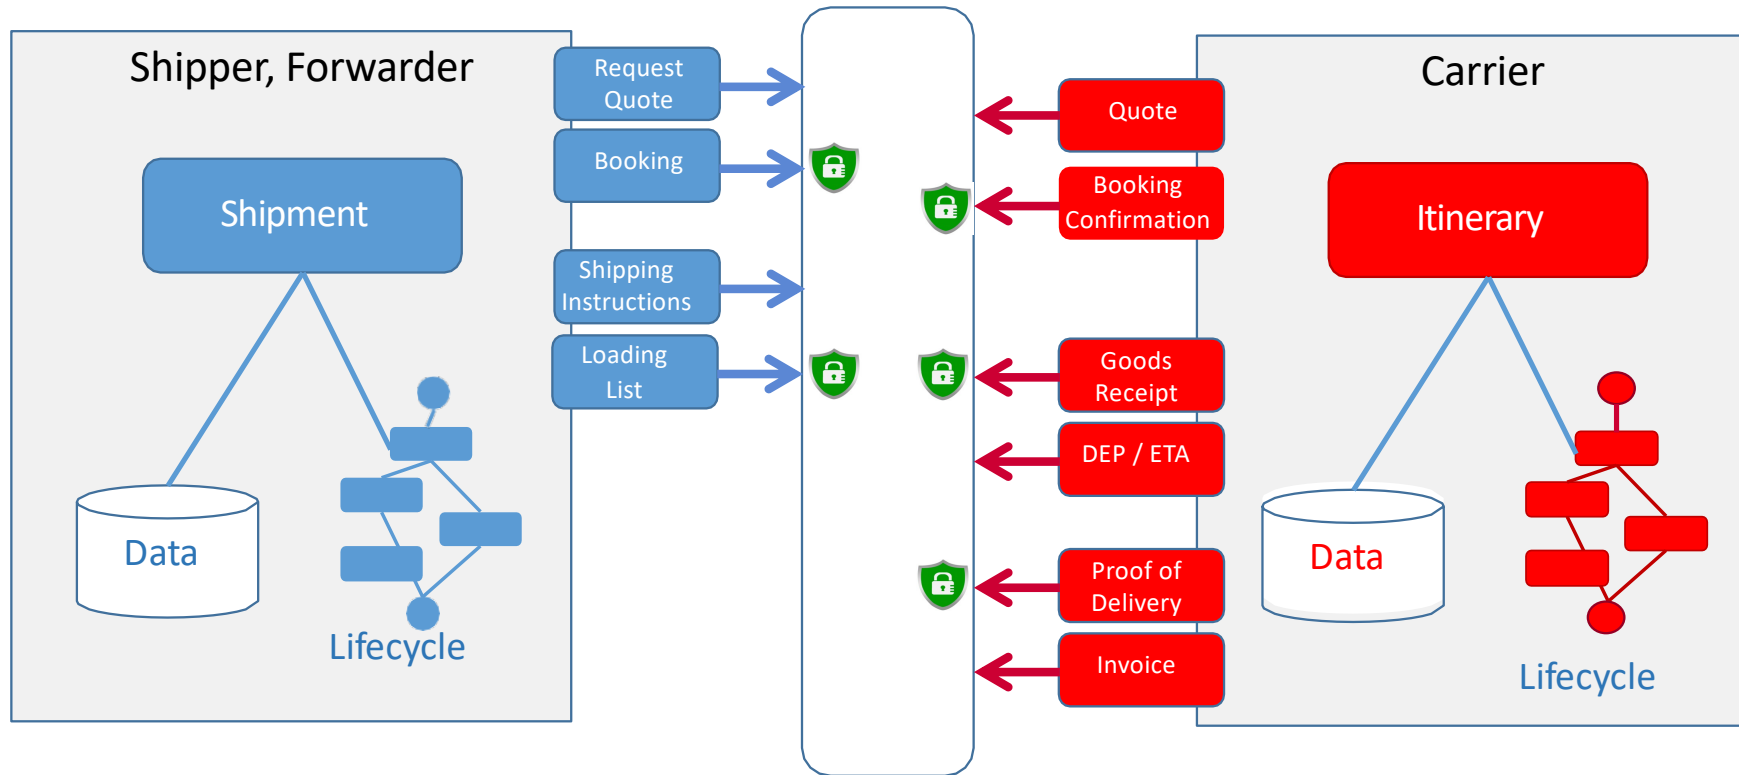 Shipper, Forwarder
Shipment
Data
Lifecycle
Request
Quote
Booking
Shipping
Instructions
Loading
List
Quote
Booking
Confirmation
Goods
Receipt
DEP / ETA
Proof of
Delivery
Invoice
Carrier
Itinerary
Data
Lifecycle